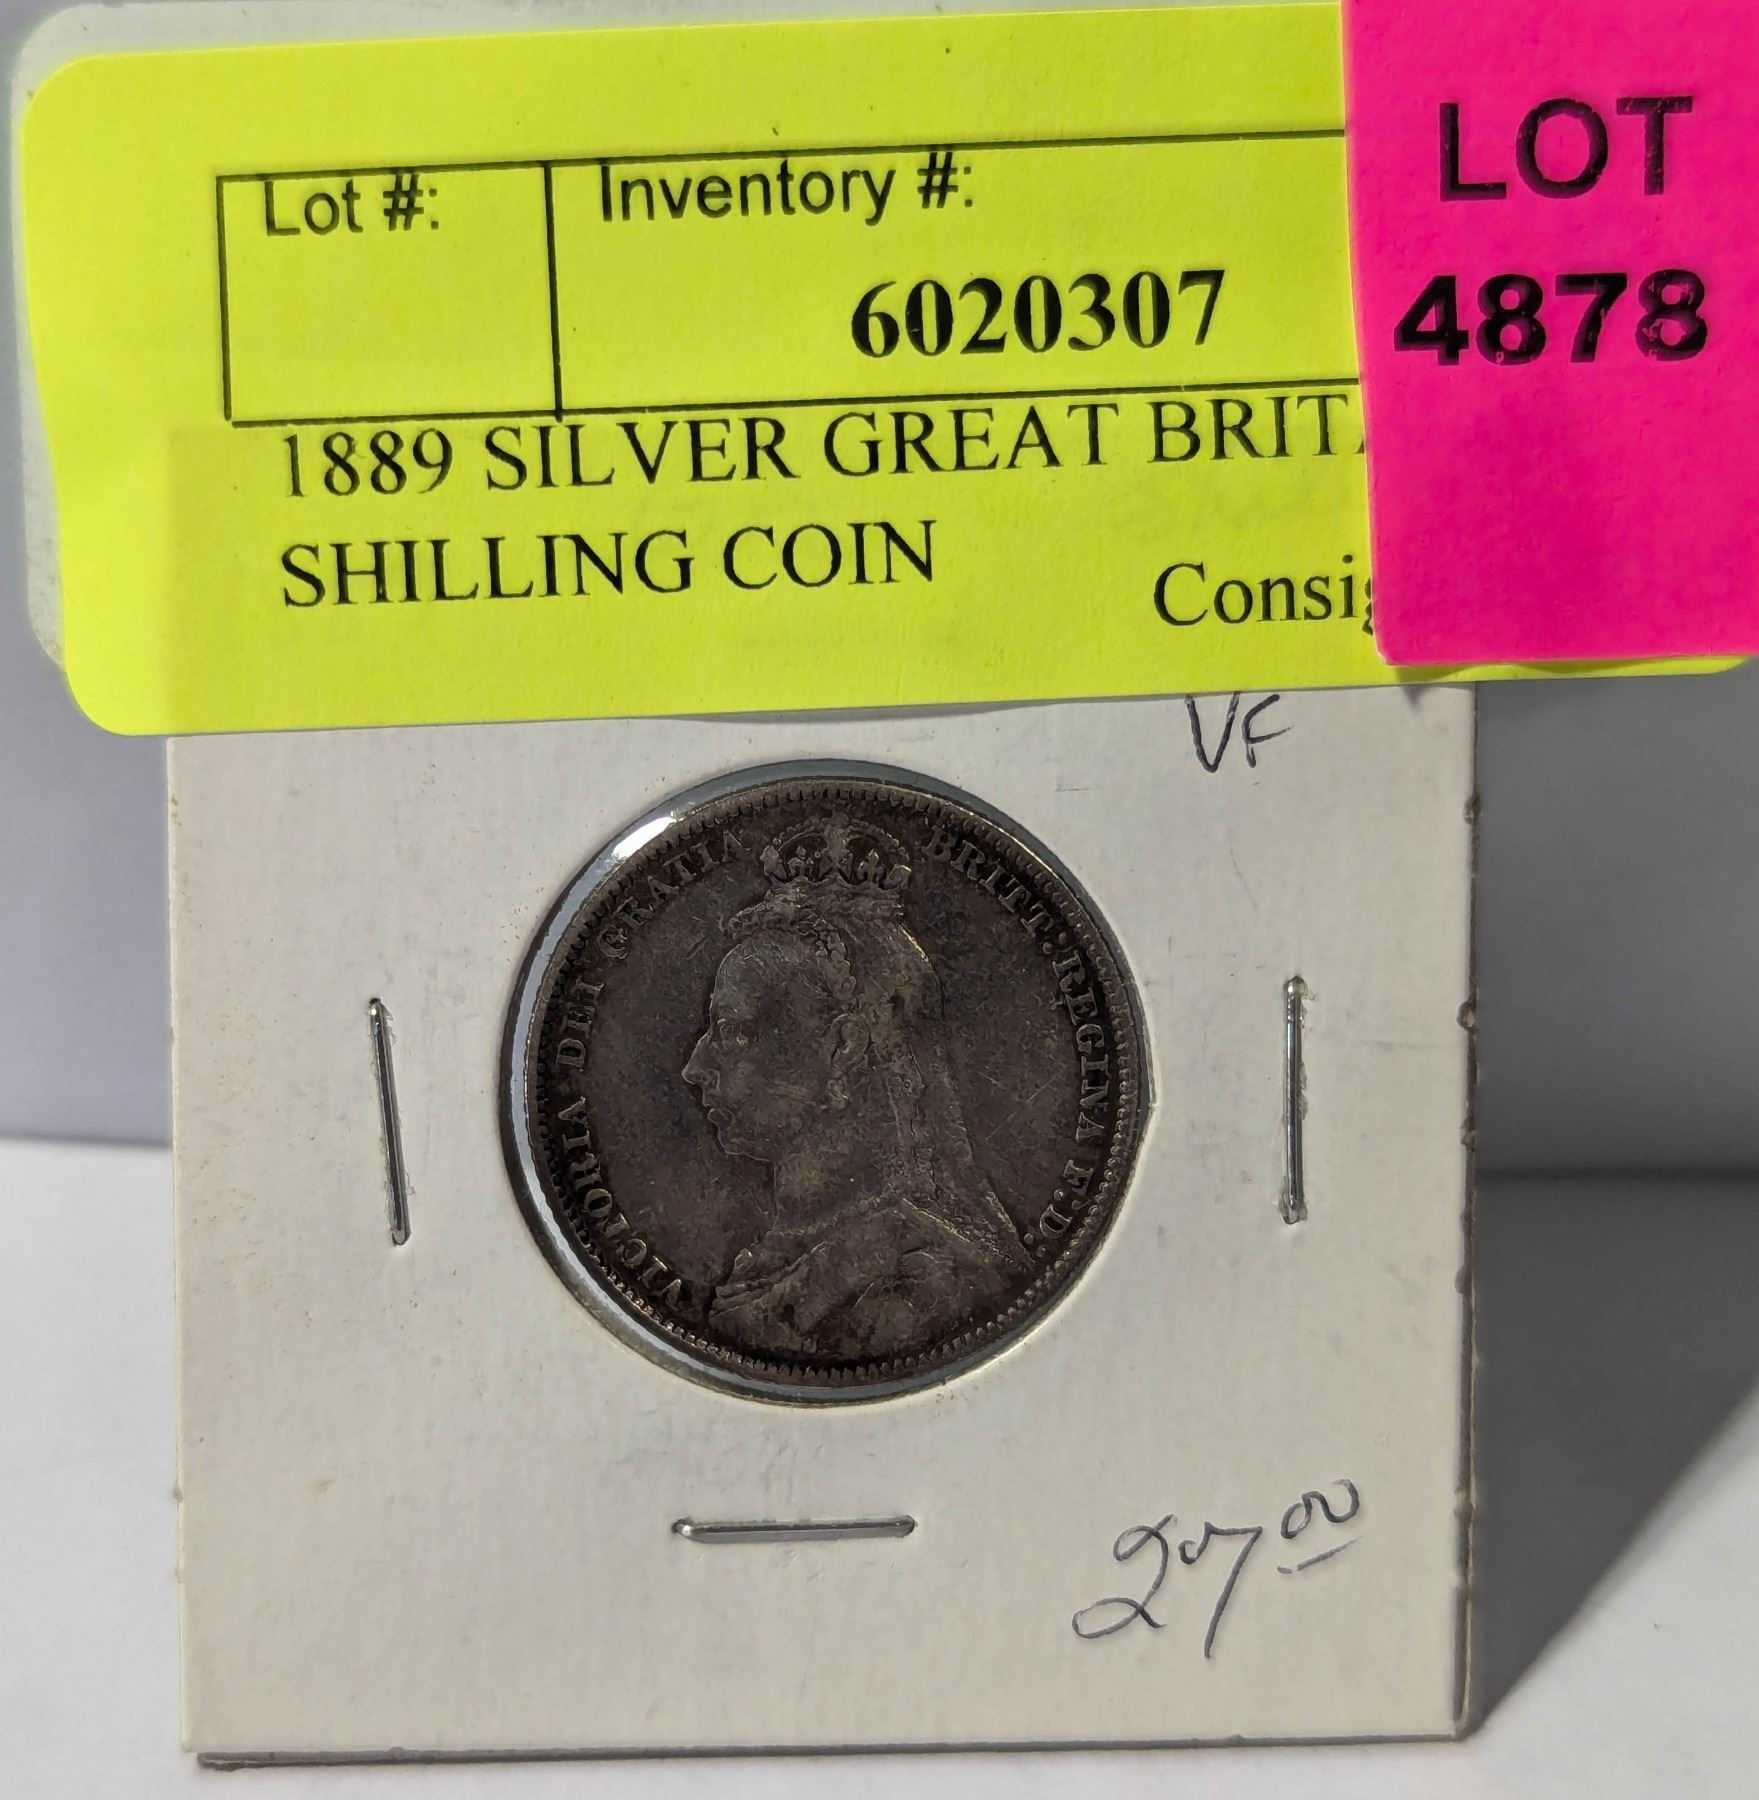 Lot #:
Inventory #:
LOT
4878
6020307
1889 SILVER GREAT BRIT
SHILLING COIN
Consig
VF
VICTORIA DEI GRATIA BRITT: REGINA F:D:
27.00